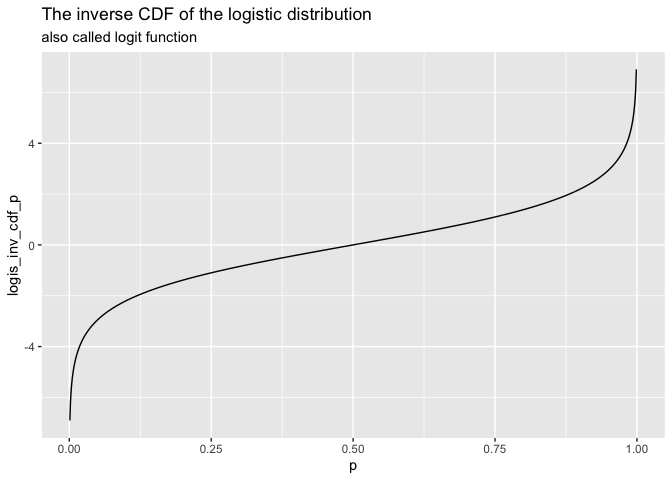 The inverse CDF of the logistic distribution
also called logit function
logis_inv_cdf_p
4
0
-4
0.00 0.25 0.50 0.75 1.00
p